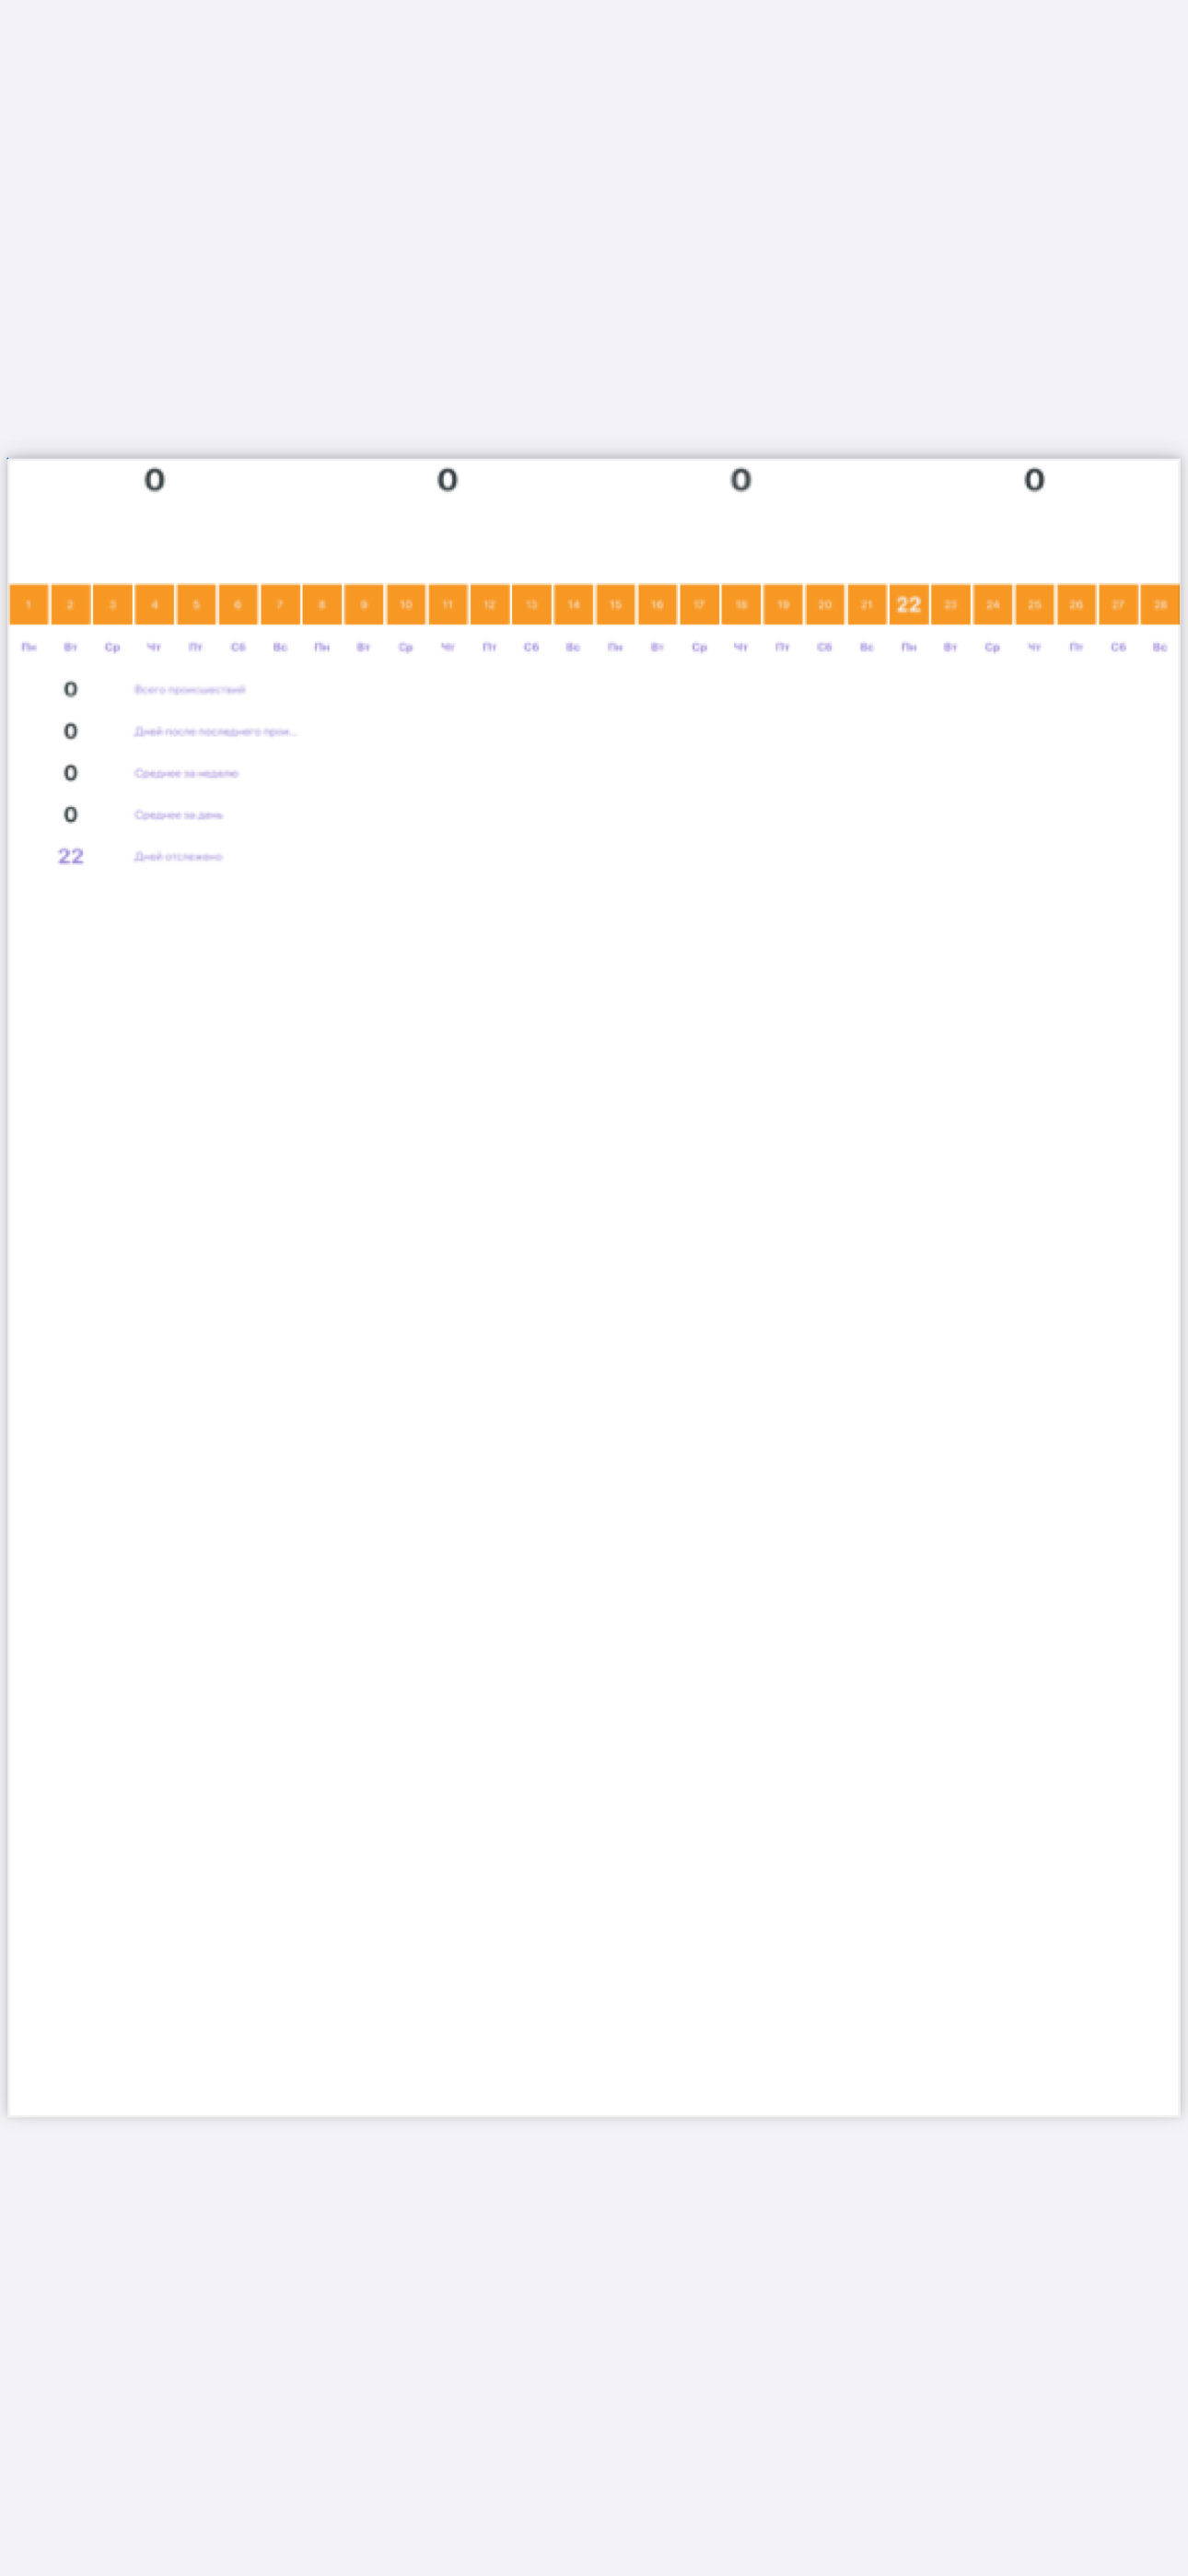 0 0 0 0
1 2 3 4 5 6 7 8 9 10 11 12 13 14 15 16 17 18 19 20 21 22 23 24 25 26 27 28
Пн Вт Ср Чт Пт Сб Вс Пн Вт Ср Чт Пт Сб Вс Пн Вт Ср Чт Пт Сб Вс Пн Вт Ср Чт Пт Сб Вс
0 Всего происшествий
0 Дней после последнего прои...
0 Среднее за неделю
0 Среднее за день
22 Дней отслежено